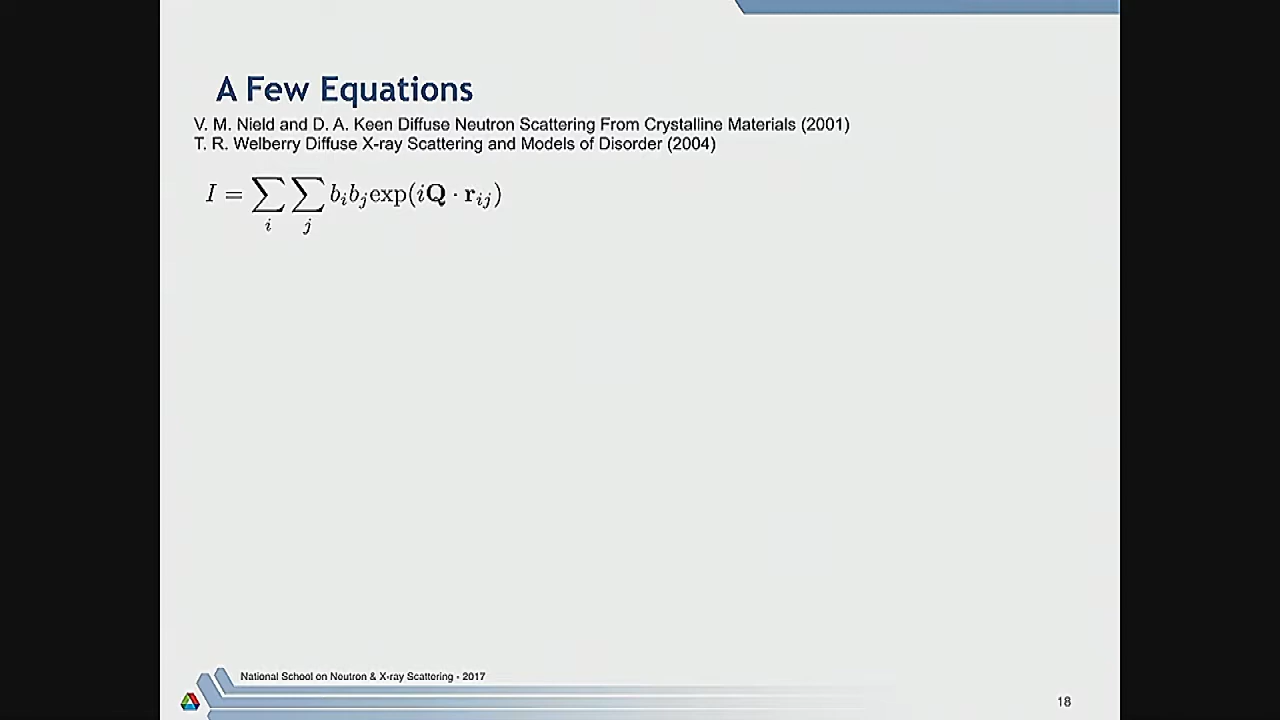 A Few Equations
V. M. Nield and D. A. Keen Diffuse Neutron Scattering From Crystalline Materials (2001)
T. R. Welberry Diffuse X-ray Scattering and Models of Disorder (2004)
I = ∑_i ∑_j b_i b_j exp(iQ · r_ij)
National School on Neutron & X-ray Scattering - 2017
18